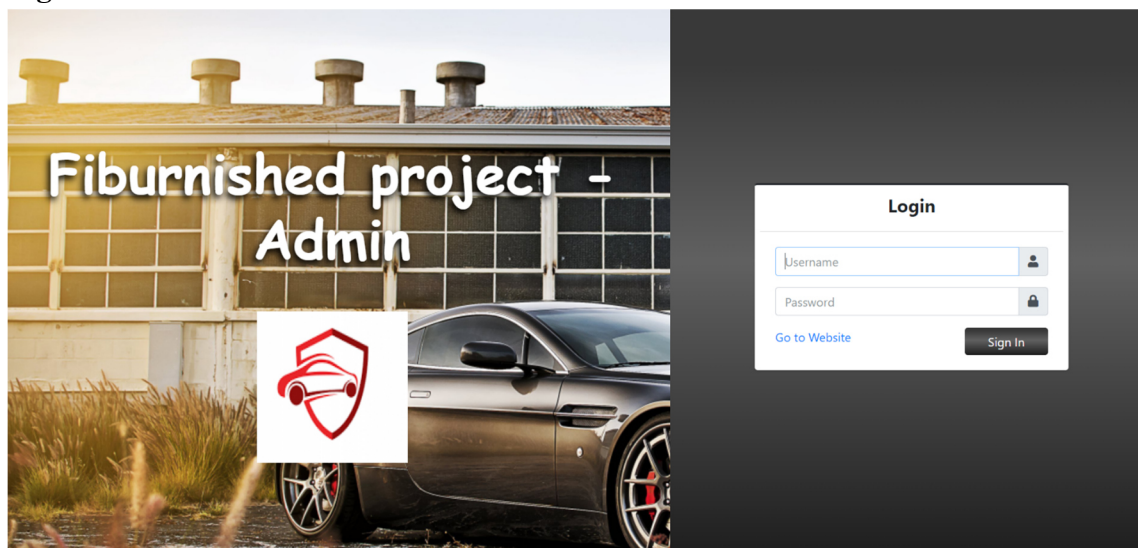 Fiburnished project -
Admin
Login
Username
Password
Go to Website
Sign In